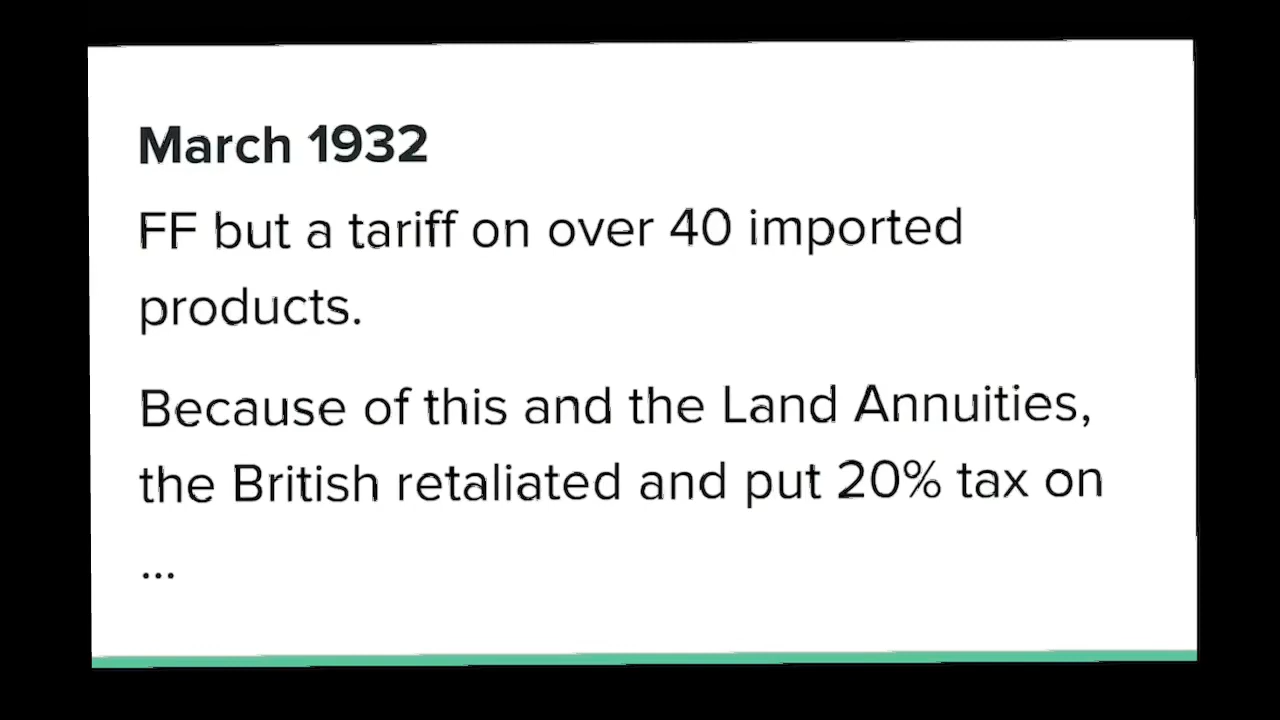 March 1932
FF but a tariff on over 40 imported
products.
Because of this and the Land Annuities,
the British retaliated and put 20% tax on
...